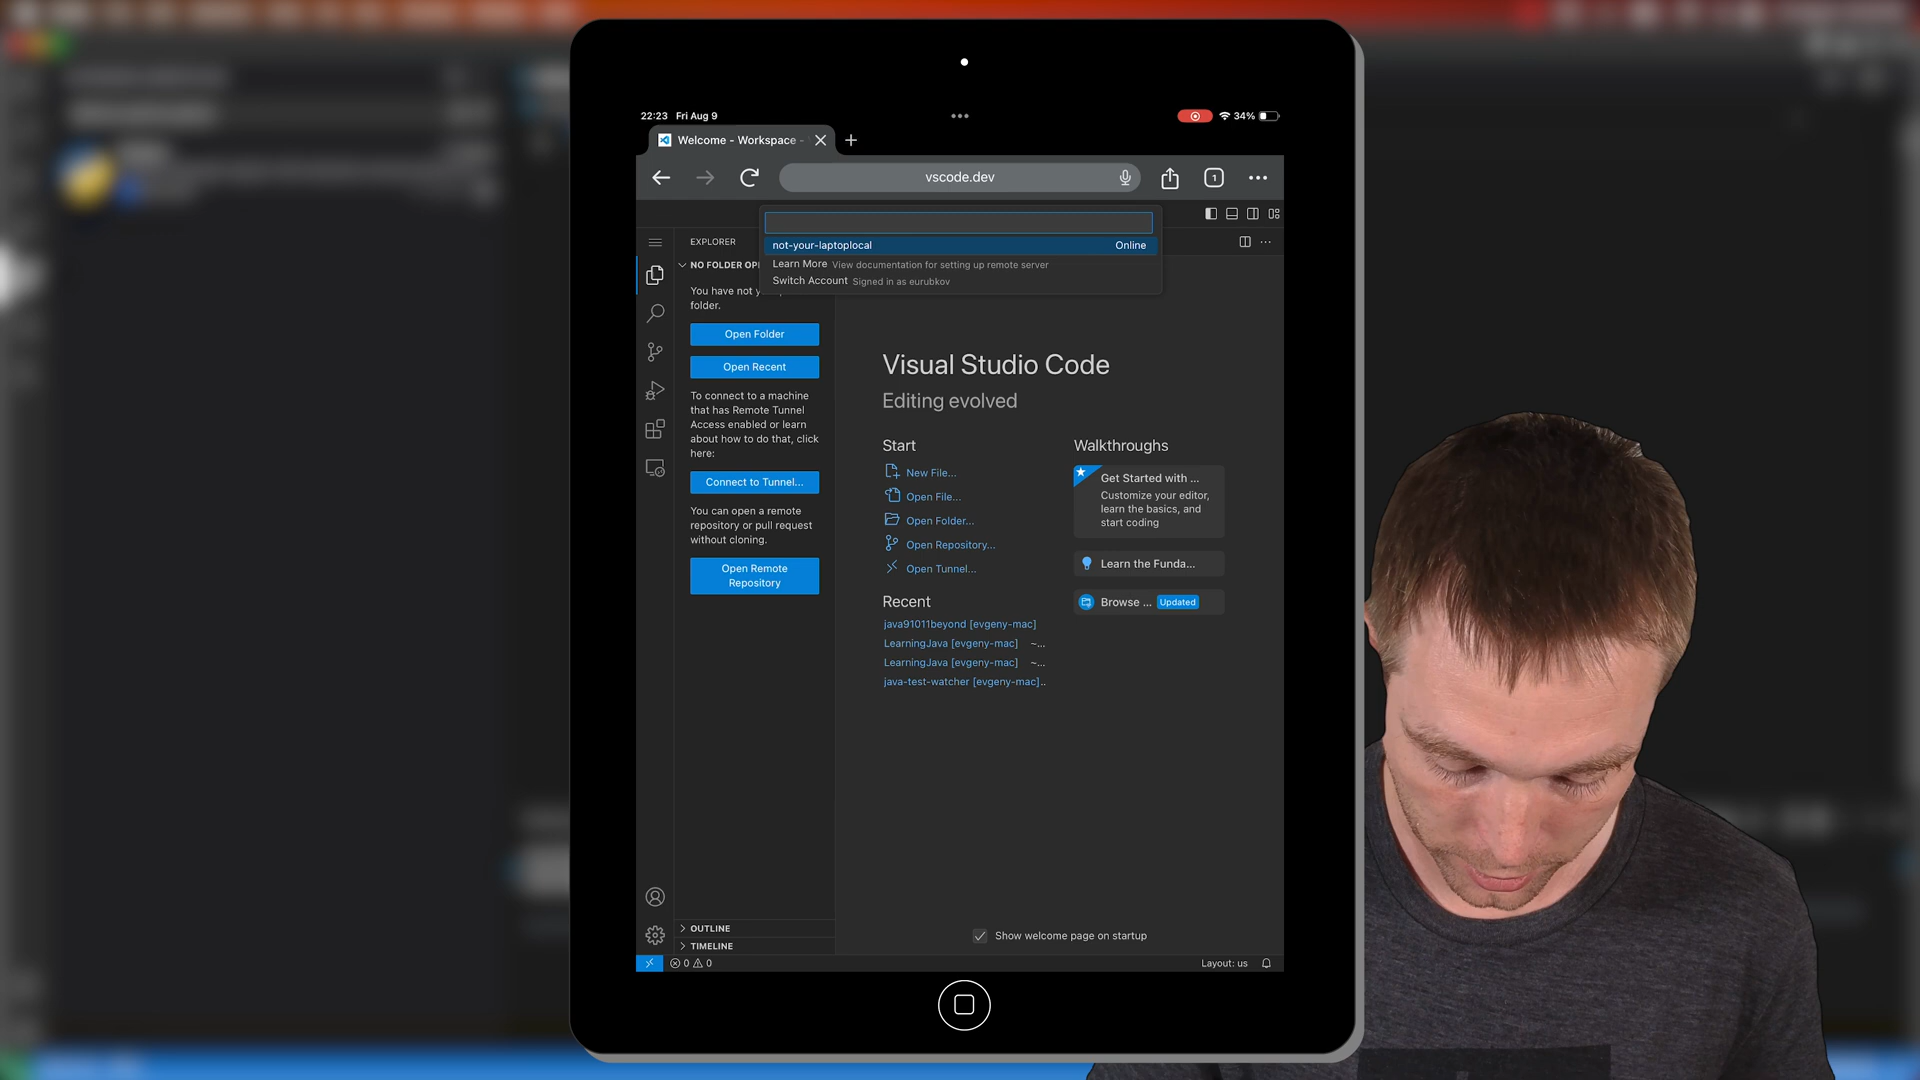 22:23 Fri Aug 9
34%
Welcome - Workspace -
vscode.dev
1
not-your-laptoplocal Online
Learn More View documentation for setting up remote server
Switch Account Signed in as eurubkov
EXPLORER
NO FOLDER OP
You have not y
folder.
Open Folder
Open Recent
To connect to a machine
that has Remote Tunnel
Access enabled or learn
about how to do that, click
here:
Connect to Tunnel...
You can open a remote
repository or pull request
without cloning.
Open Remote
Repository
OUTLINE
TIMELINE
Visual Studio Code
Editing evolved
Start
New File...
Open File...
Open Folder...
Open Repository...
Open Tunnel...
Recent
java91011beyond [evgeny-mac]
LearningJava [evgeny-mac] ~...
LearningJava [evgeny-mac] ~...
java-test-watcher [evgeny-mac]..
Walkthroughs
Get Started with ...
Customize your editor,
learn the basics, and
start coding
Learn the Funda...
Browse ... Updated
Show welcome page on startup
0 0
Layout: us